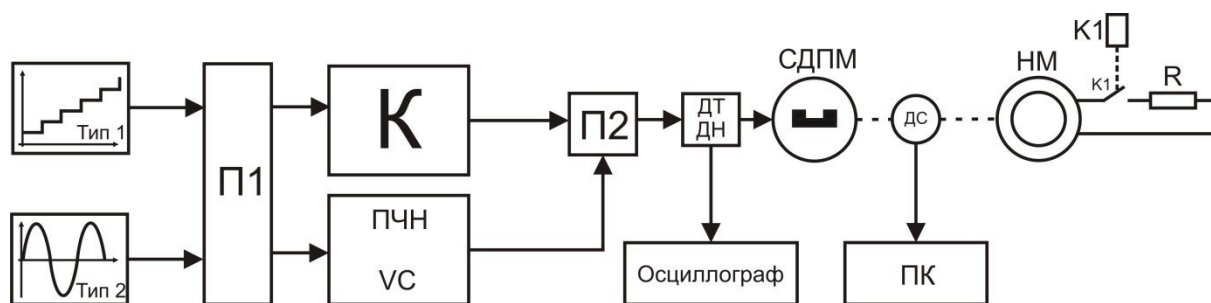 Тип 1
Тип 2
П1
К
ПЧН
VC
П2
ДТ
ДН
Осциллограф
СДПМ
ДС
ПК
НМ
К1
К1
R